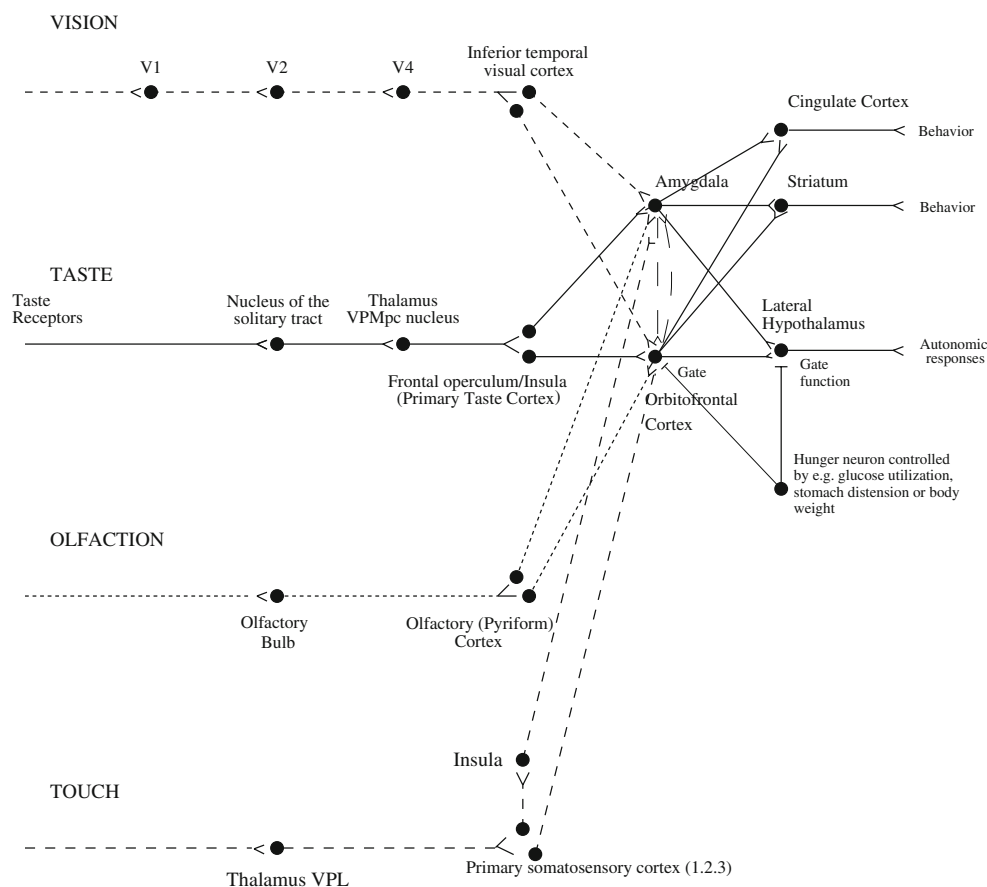 VISION
V1
V2
V4
Inferior temporal
visual cortex
Cingulate Cortex
Behavior
Amygdala
Striatum
Behavior
TASTE
Taste
Receptors
Nucleus of the
solitary tract
Thalamus
VPMpc nucleus
Lateral
Hypothalamus
Autonomic
responses
Gate
function
Frontal operculum/Insula
(Primary Taste Cortex)
Gate
Orbitofrontal
Cortex
Hunger neuron controlled
by e.g. glucose utilization,
stomach distension or body
weight
OLFACTION
Olfactory
Bulb
Olfactory (Pyriform)
Cortex
Insula
TOUCH
Thalamus VPL
Primary somatosensory cortex (1.2.3)